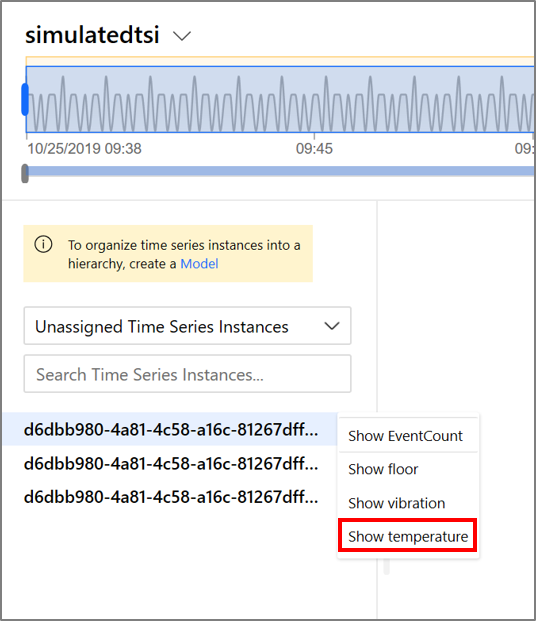 simulatedtsi
10/25/2019 09:38
09:45
09:
To organize time series instances into a
hierarchy, create a Model
Unassigned Time Series Instances
Search Time Series Instances...
d6dbb980-4a81-4c58-a16c-81267dff...
d6dbb980-4a81-4c58-a16c-81267dff...
d6dbb980-4a81-4c58-a16c-81267dff...
Show EventCount
Show floor
Show vibration
Show temperature